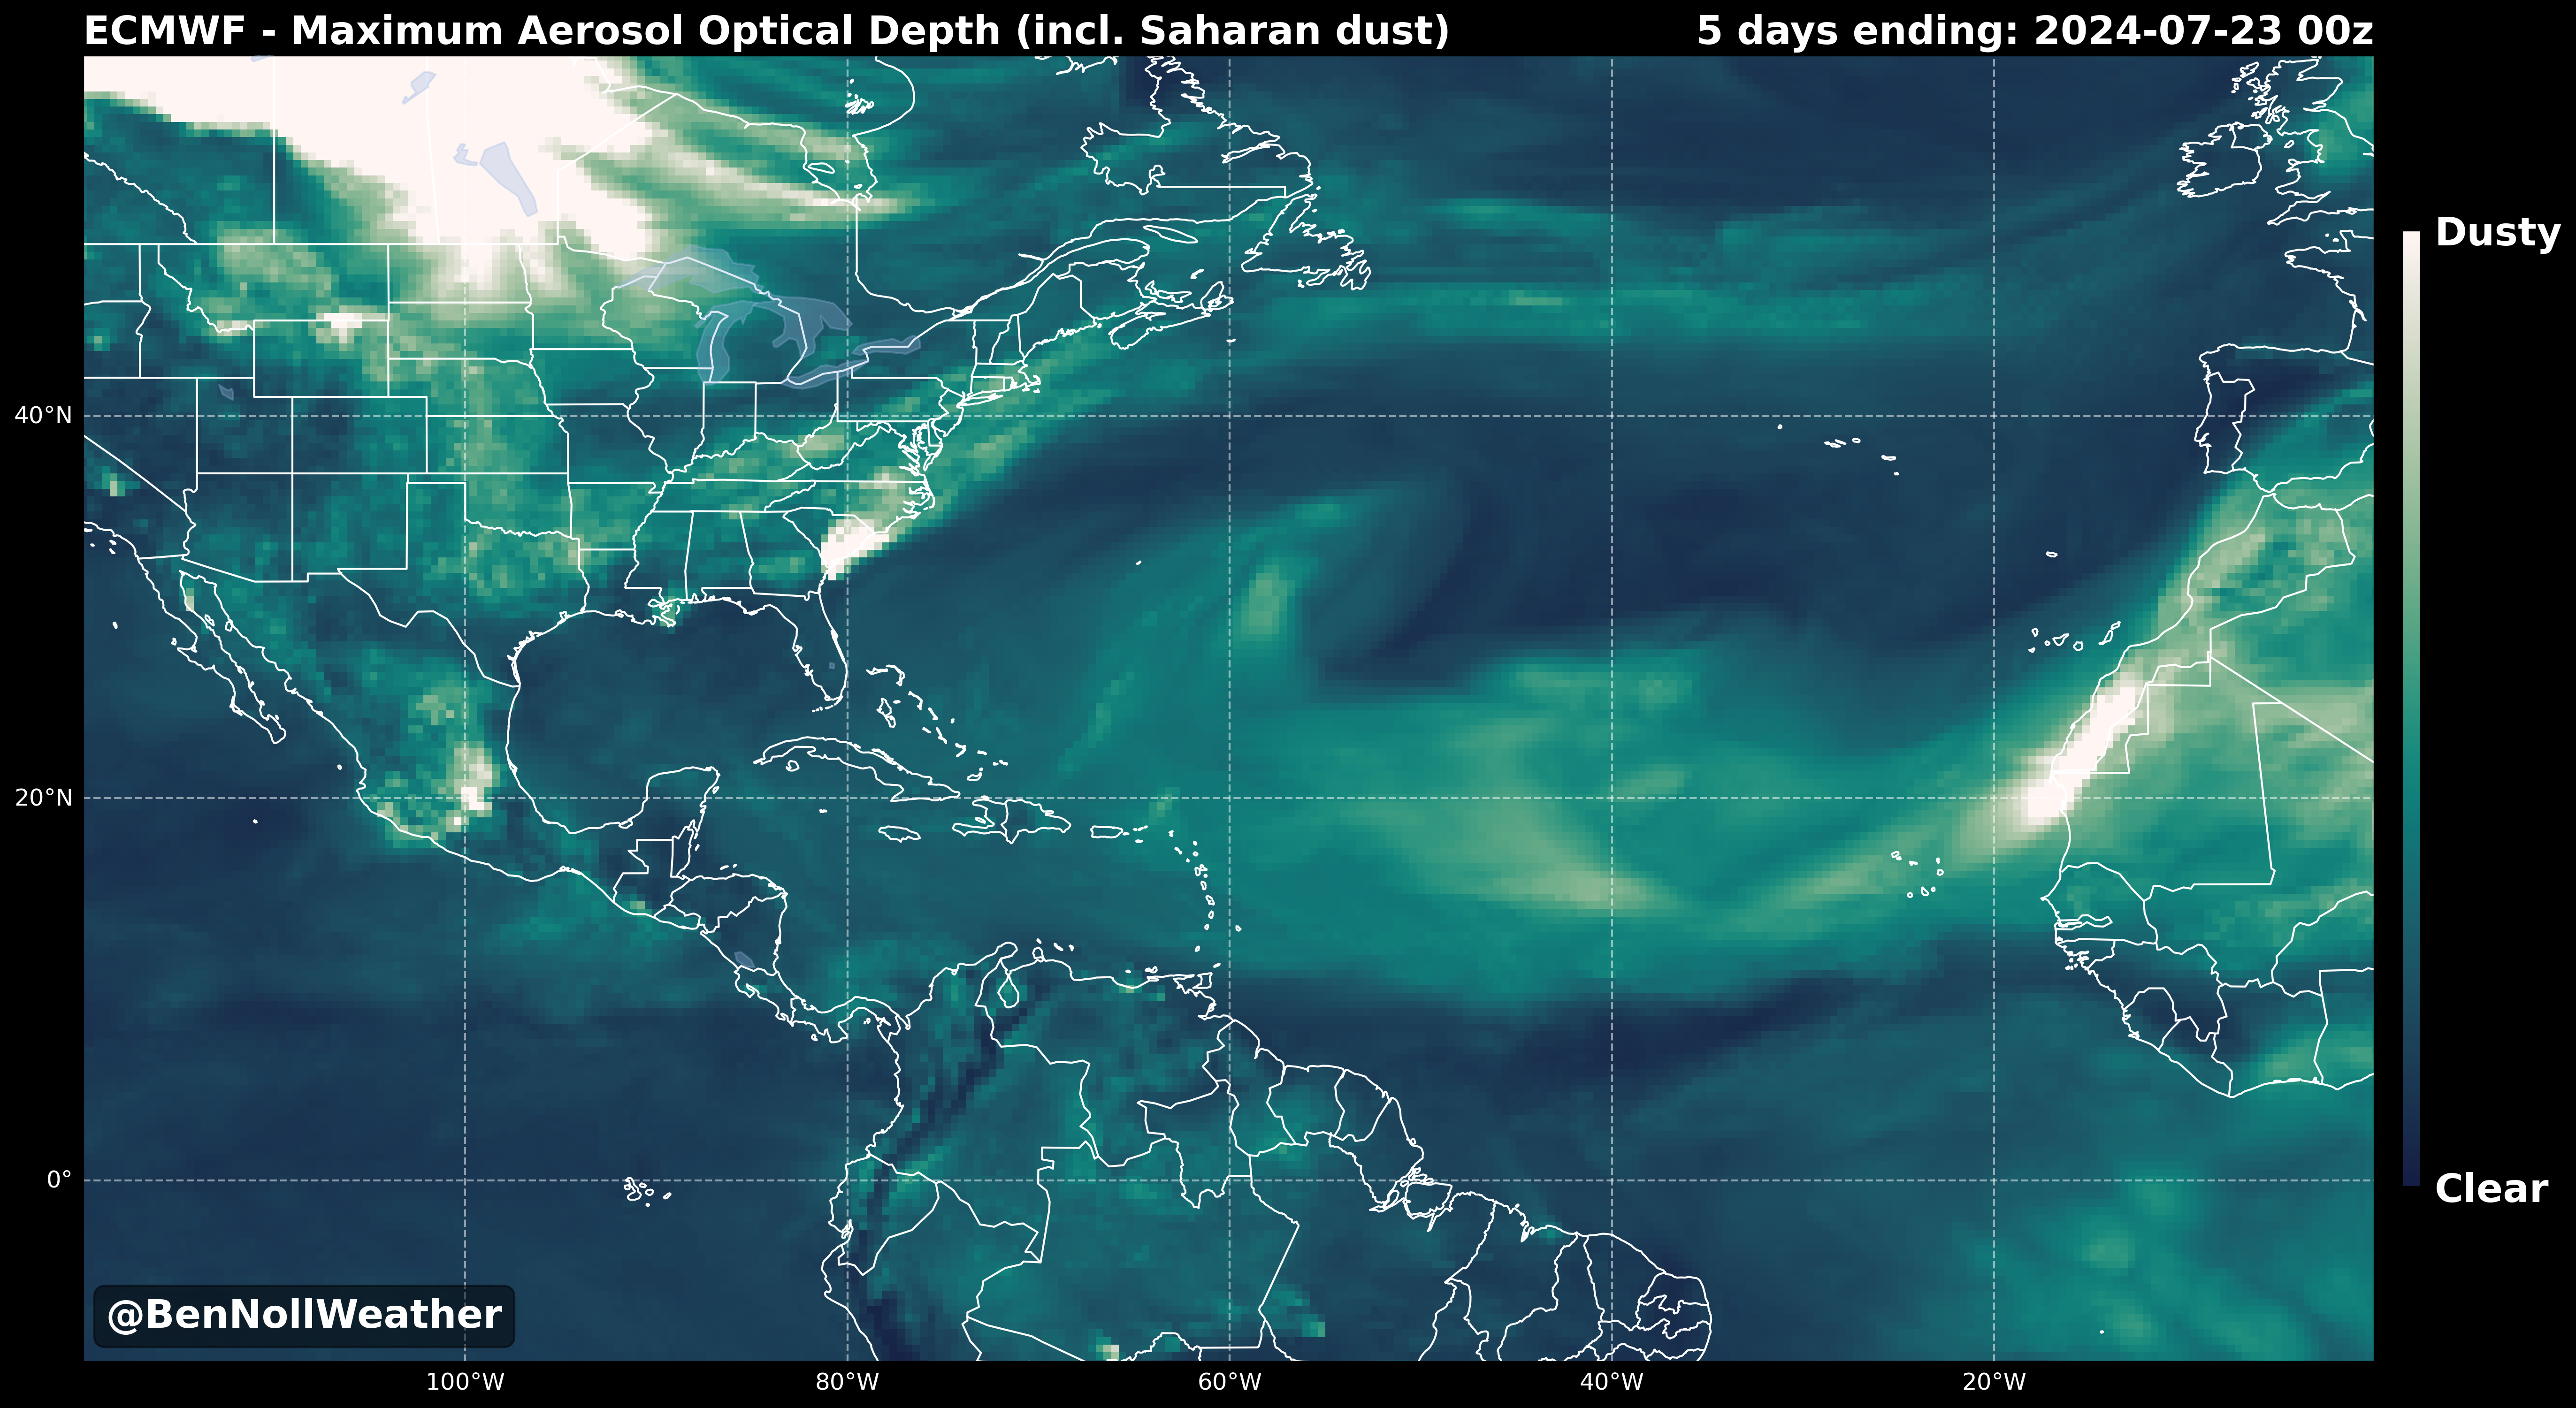 ECMWF - Maximum Aerosol Optical Depth (incl. Saharan dust) 5 days ending: 2024-07-23 00z
Dusty
40°N
20°N
0°
Clear
@BenNollWeather
100°W 80°W 60°W 40°W 20°W